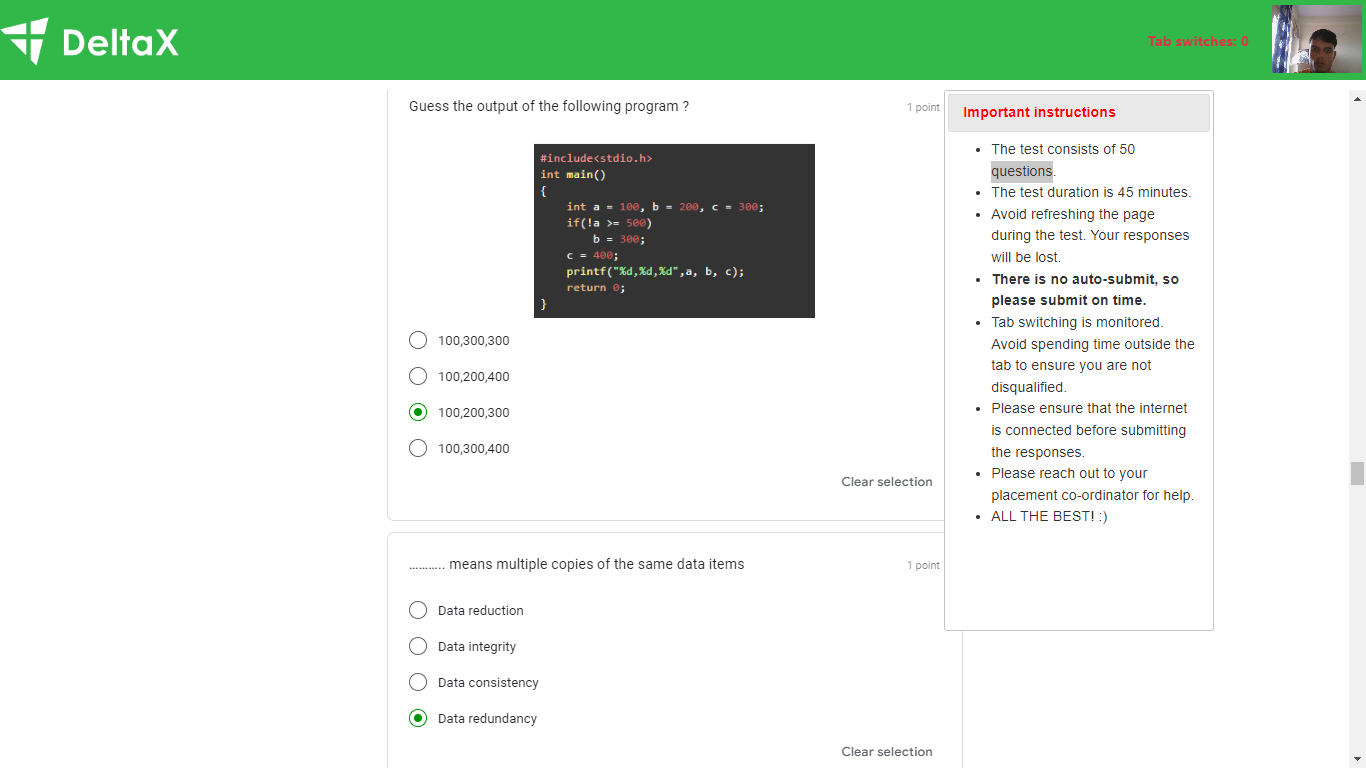 DeltaX
Tab switches: 0
Guess the output of the following program ?
1 point
#include<stdio.h>
int main()
{
    int a = 100, b = 200, c = 300;
    if(!a >= 500)
        b = 300;
    c = 400;
    printf("%d,%d,%d",a, b, c);
    return 0;
}
100,300,300
100,200,400
100,200,300
100,300,400
Clear selection
........... means multiple copies of the same data items
1 point
Data reduction
Data integrity
Data consistency
Data redundancy
Clear selection
Important instructions
• The test consists of 50
questions.
• The test duration is 45 minutes.
• Avoid refreshing the page
during the test. Your responses
will be lost.
• There is no auto-submit, so
please submit on time.
• Tab switching is monitored.
Avoid spending time outside the
tab to ensure you are not
disqualified.
• Please ensure that the internet
is connected before submitting
the responses.
• Please reach out to your
placement co-ordinator for help.
• ALL THE BEST! :)